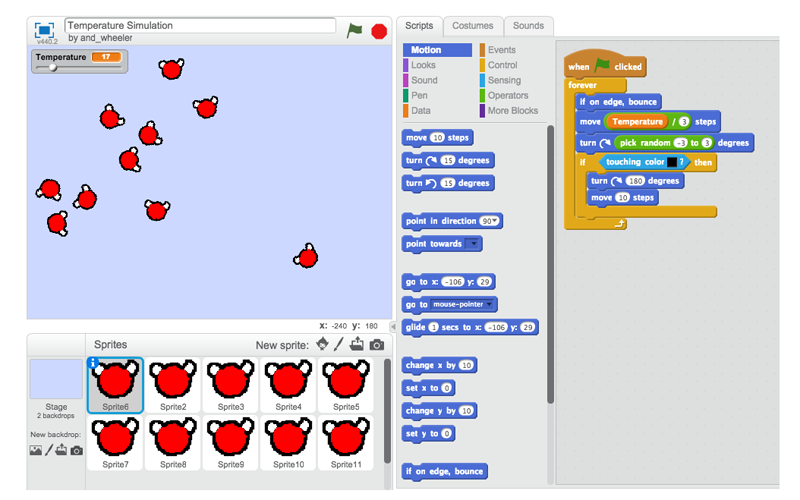 Temperature Simulation
by and_wheeler
v440.2
Temperature 17
x: -240 y: 180
Sprites
New sprite:
Stage
2 backdrops
New backdrop:
Sprite6
Sprite2
Sprite3
Sprite4
Sprite5
Sprite7
Sprite8
Sprite9
Sprite10
Sprite11
Scripts
Costumes
Sounds
Motion
Events
Looks
Control
Sound
Sensing
Pen
Operators
Data
More Blocks
move 10 steps
turn 15 degrees
turn 15 degrees
point in direction 90
point towards
go to x: -106 y: 29
go to mouse-pointer
glide 1 secs to x: -106 y: 29
change x by 10
set x to 0
change y by 10
set y to 0
if on edge, bounce
when clicked
forever
if on edge, bounce
move Temperature / 3 steps
turn pick random -3 to 3 degrees
if touching color ? then
turn 180 degrees
move 10 steps